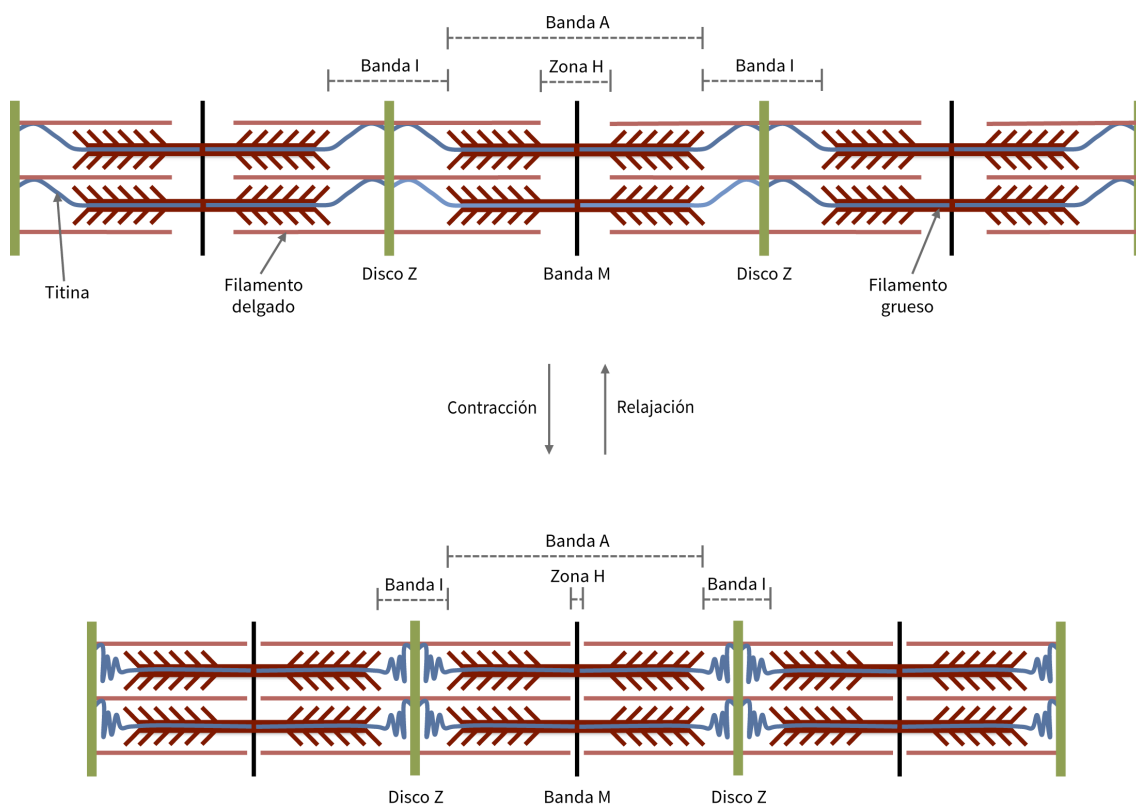 Banda A
Banda I
Zona H
Banda I
Titina
Filamento
delgado
Disco Z
Banda M
Disco Z
Filamento
grueso
Contracción
Relajación
Banda A
Zona H
Banda I
Banda I
Disco Z
Banda M
Disco Z